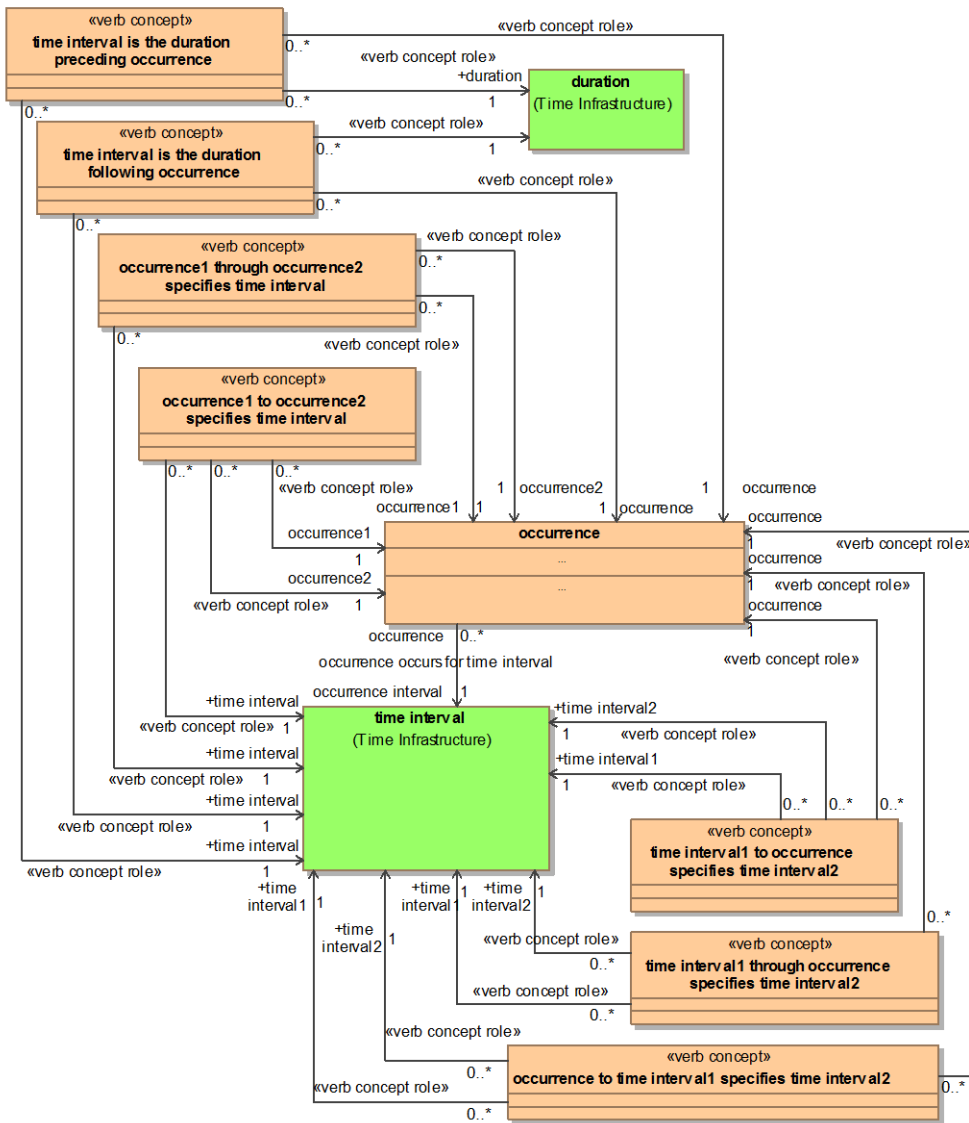 «verb concept»
time interval is the duration
preceding occurrence
0..*
«verb concept role»
«verb concept role»
+duration
0..*
1
duration
(Time Infrastructure)
0..*
«verb concept»
time interval is the duration
following occurrence
0..*
«verb concept role»
1
0..*
«verb concept role»
0..*
«verb concept»
occurrence1 through occurrence2
specifies time interval
«verb concept role»
0..*
0..*
«verb concept role»
0..*
«verb concept»
occurrence1 to occurrence2
specifies time interval
0..*
0..*
0..*
«verb concept role»
1
occurrence2
1
occurrence
occurrence1
1
1
occurrence
occurrence
occurrence1
1
occurrence
...
...
1
«verb concept role»
occurrence
occurrence2
1
«verb concept role»
1
«verb concept role»
occurrence
1
«verb concept role»
occurrence
0..*
occurrence occurs for time interval
occurrence interval
1
+time interval
«verb concept role»
1
time interval
(Time Infrastructure)
+time interval2
1
«verb concept role»
+time interval
«verb concept role»
1
+time interval1
1
«verb concept role»
+time interval
«verb concept role»
1
0..*
0..*
0..*
+time interval
«verb concept role»
1
«verb concept»
time interval1 to occurrence
specifies time interval2
+time
interval1
1
+time
interval2
1
+time
interval1
1
+time
interval2
1
0..*
«verb concept role»
0..*
«verb concept»
time interval1 through occurrence
specifies time interval2
«verb concept role»
0..*
«verb concept role»
0..*
«verb concept role»
0..*
«verb concept»
occurrence to time interval1 specifies time interval2
0..*